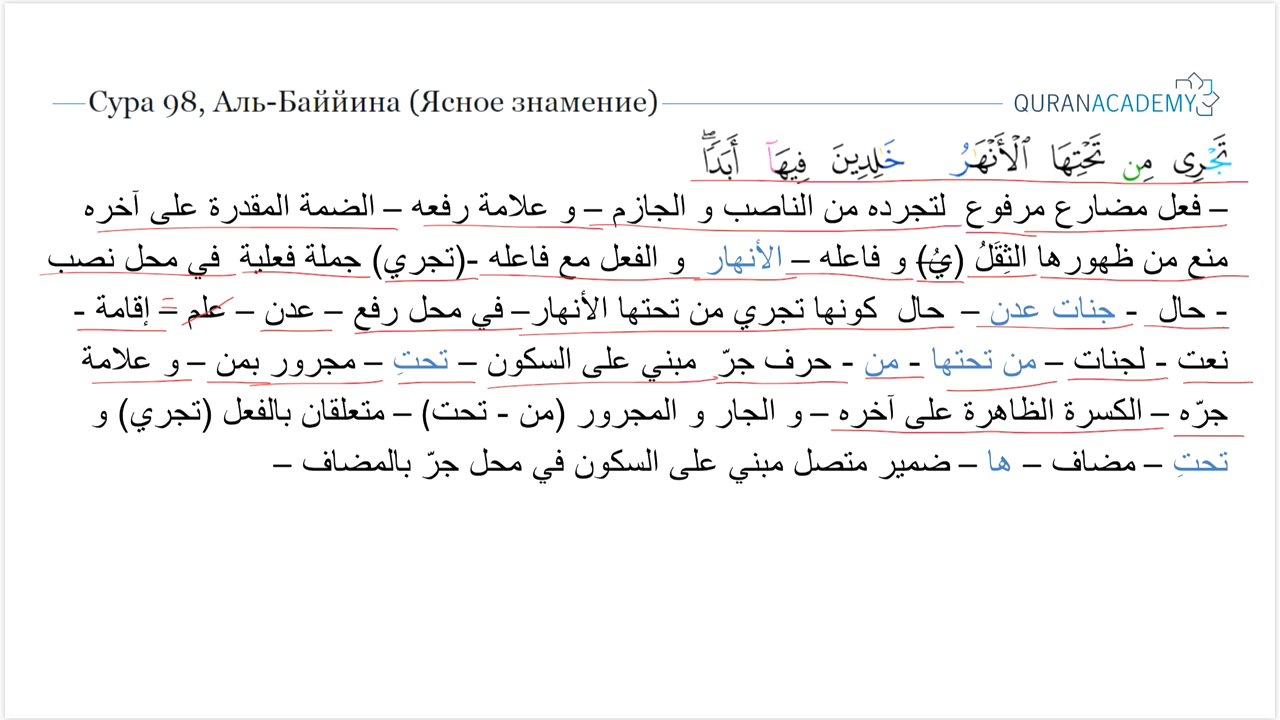 Сура 98, Аль-Баййина (Ясное знамение)
QURANACADEMY
تَجۡرِى مِن تَحۡتِهَا ٱلۡأَنۡهَـٰرُ خَـٰلِدِينَ فِيهَآ أَبَدٗاۖ
– فعل مضارع مرفوع لتجرده من الناصب و الجازم – و علامة رفعه – الضمة المقدرة على آخره
منع من ظهورها الثِقَلُ (يُ) و فاعله – الأنهار و الفعل مع فاعله -(تجري) جملة فعلية في محل نصب
- حال - جنات عدن – حال كونها تجري من تحتها الأنهار– في محل رفع – عدن – علم = إقامة -
نعت - لجنات – من تحتها - من - حرف جرّ مبني على السكون – تحتِ – مجرور بمن – و علامة
جرّه – الكسرة الظاهرة على آخره – و الجار و المجرور (من - تحت) – متعلقان بالفعل (تجري) و
تحتِ – مضاف – ها – ضمير متصل مبني على السكون في محل جرّ بالمضاف –